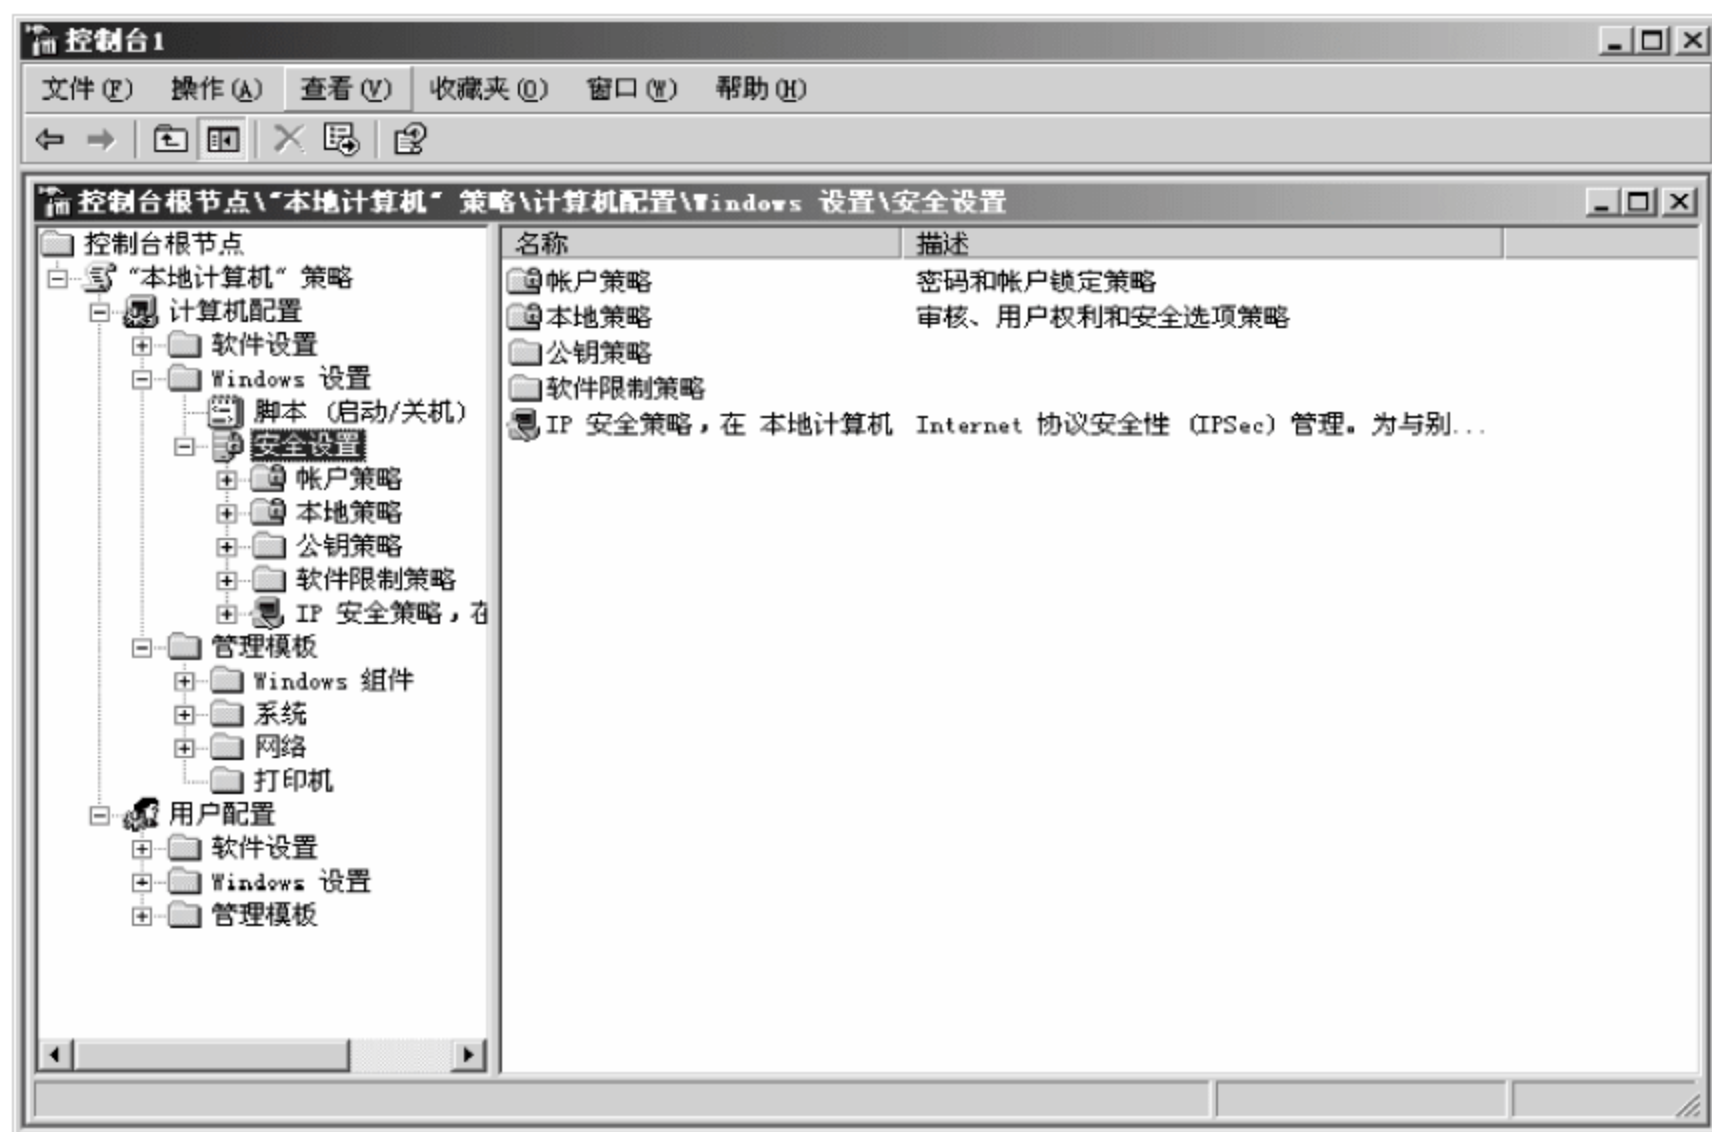 控制台1
文件(F) 操作(A) 查看(V) 收藏夹(O) 窗口(W) 帮助(H)
控制台根节点\"本地计算机" 策略\计算机配置\Windows 设置\安全设置
控制台根节点
"本地计算机" 策略
计算机配置
软件设置
Windows 设置
脚本 (启动/关机)
安全设置
帐户策略
本地策略
公钥策略
软件限制策略
IP 安全策略，在
管理模板
Windows 组件
系统
网络
打印机
用户配置
软件设置
Windows 设置
管理模板
名称 描述
帐户策略 密码和帐户锁定策略
本地策略 审核、用户权利和安全选项策略
公钥策略
软件限制策略
IP 安全策略，在 本地计算机 Internet 协议安全性 (IPSec) 管理。为与别...